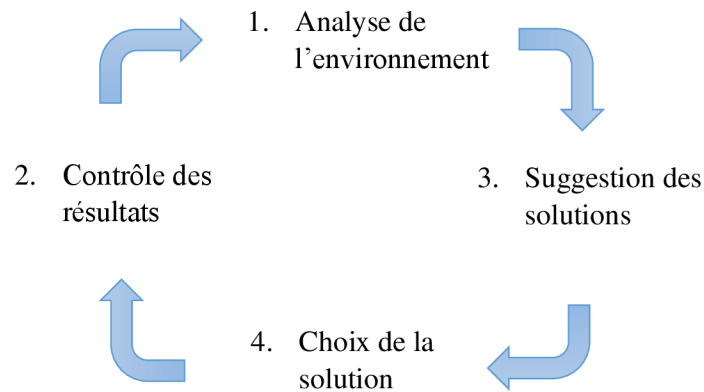 1. Analyse de
l'environnement
2. Contrôle des
résultats
3. Suggestion des
solutions
4. Choix de la
solution